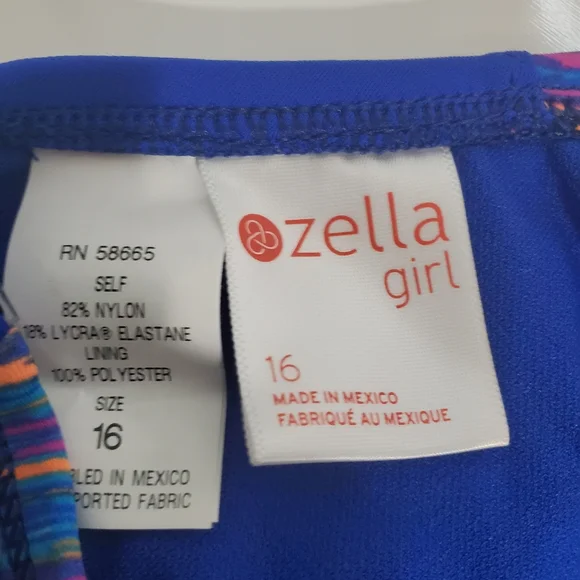 RN 58665
SELF
82% NYLON
18% LYCRA® ELASTANE
LINING
100% POLYESTER
SIZE
16
IN MEXICO
FABRIC
zella
girl
16
MADE IN MEXICO
FABRIQUÉ AU MEXIQUE